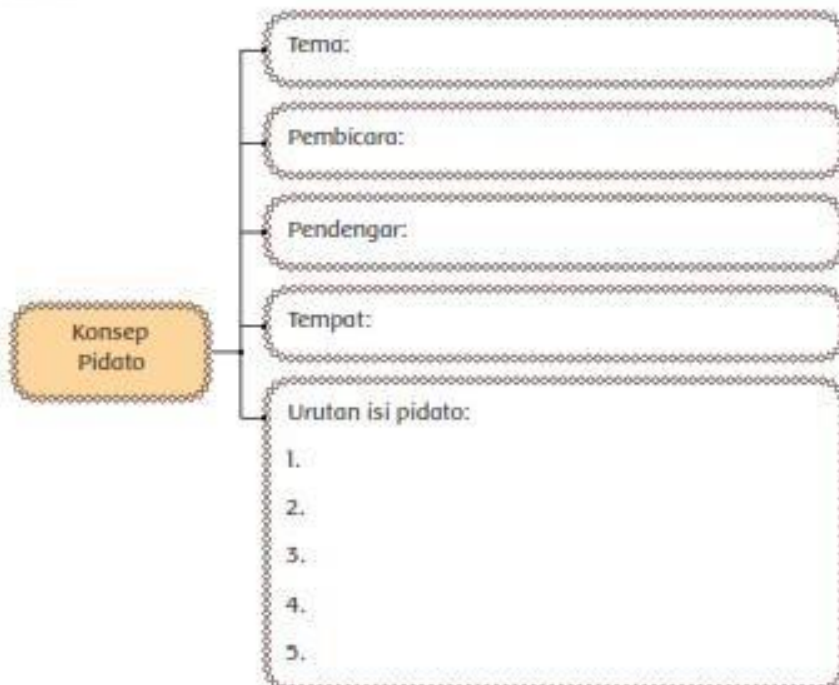 Tema:
Pembicara:
Pendengar:
Tempat:
Konsep
Pidato
Urutan isi pidato:
1.
2.
3.
4.
5.